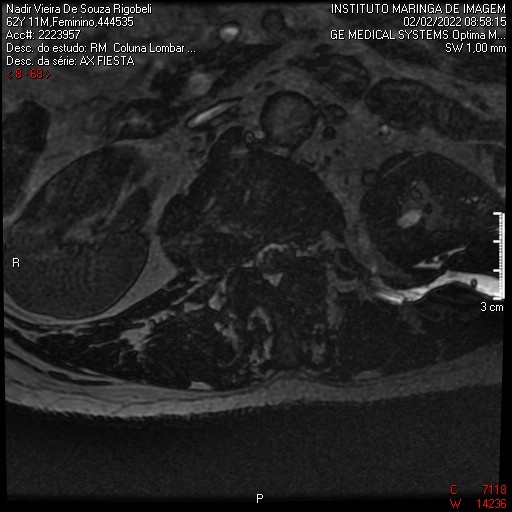 Nadir Vieira De Souza Rigobeli
62Y 11M,Feminino,444535
Acc#: 2223957
Desc. do estudo: RM Coluna Lombar ...
Desc. da série: AX FIESTA
< 8 - 68 >
INSTITUTO MARINGA DE IMAGEM
02/02/2022 08:58:15
GE MEDICAL SYSTEMS Optima M...
SW 1,00 mm
R
3 cm
P
C 7118
W 14236